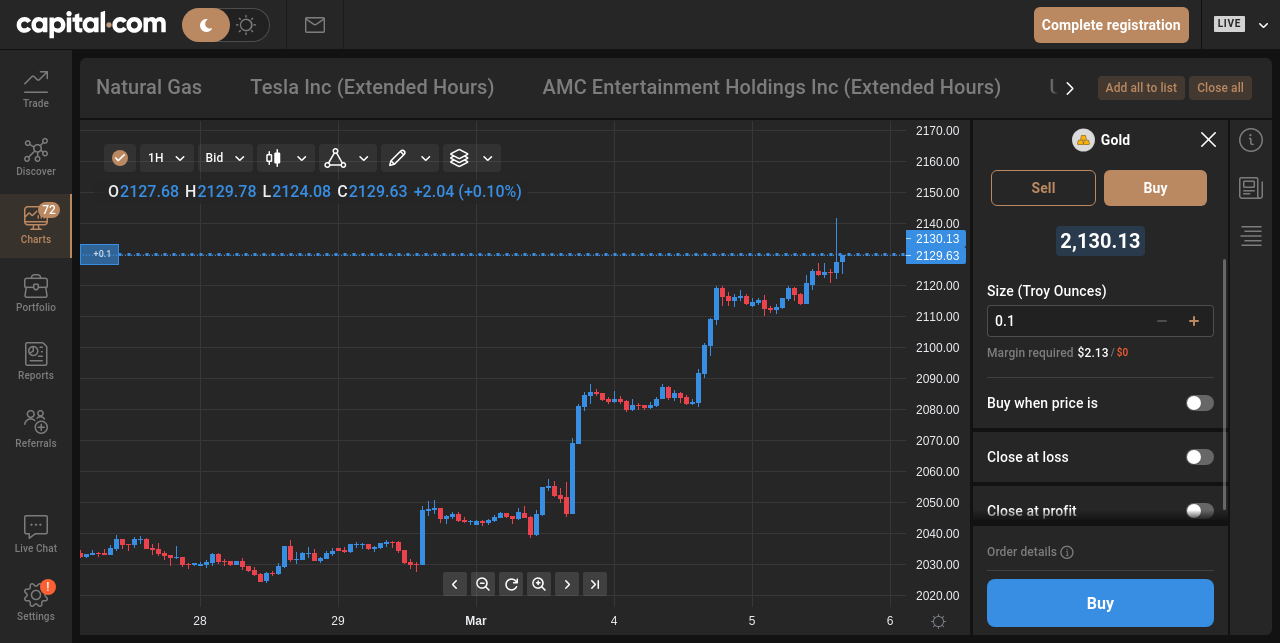 capital.com
Complete registration
LIVE
Trade
Discover
72
Charts
Portfolio
Reports
Referrals
Live Chat
!
Settings
Natural Gas
Tesla Inc (Extended Hours)
AMC Entertainment Holdings Inc (Extended Hours)
Add all to list
Close all
1H
Bid
O2127.68 H2129.78 L2124.08 C2129.63 +2.04 (+0.10%)
+0.1
2170.00
2160.00
2150.00
2140.00
2130.13
2129.63
2120.00
2110.00
2100.00
2090.00
2080.00
2070.00
2060.00
2050.00
2040.00
2030.00
2020.00
28
29
Mar
4
5
6
Gold
Sell
Buy
2,130.13
Size (Troy Ounces)
0.1
Margin required $2.13 / $0
Buy when price is
Close at loss
Close at profit
Order details
Buy